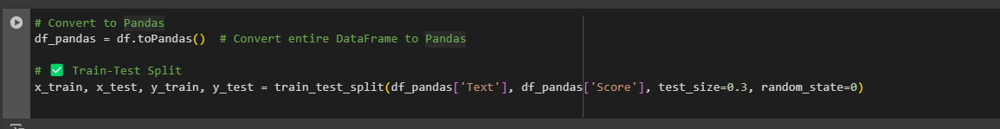 # Convert to Pandas
df_pandas = df.toPandas()  # Convert entire DataFrame to Pandas
# ✅ Train-Test Split
x_train, x_test, y_train, y_test = train_test_split(df_pandas['Text'], df_pandas['Score'], test_size=0.3, random_state=0)